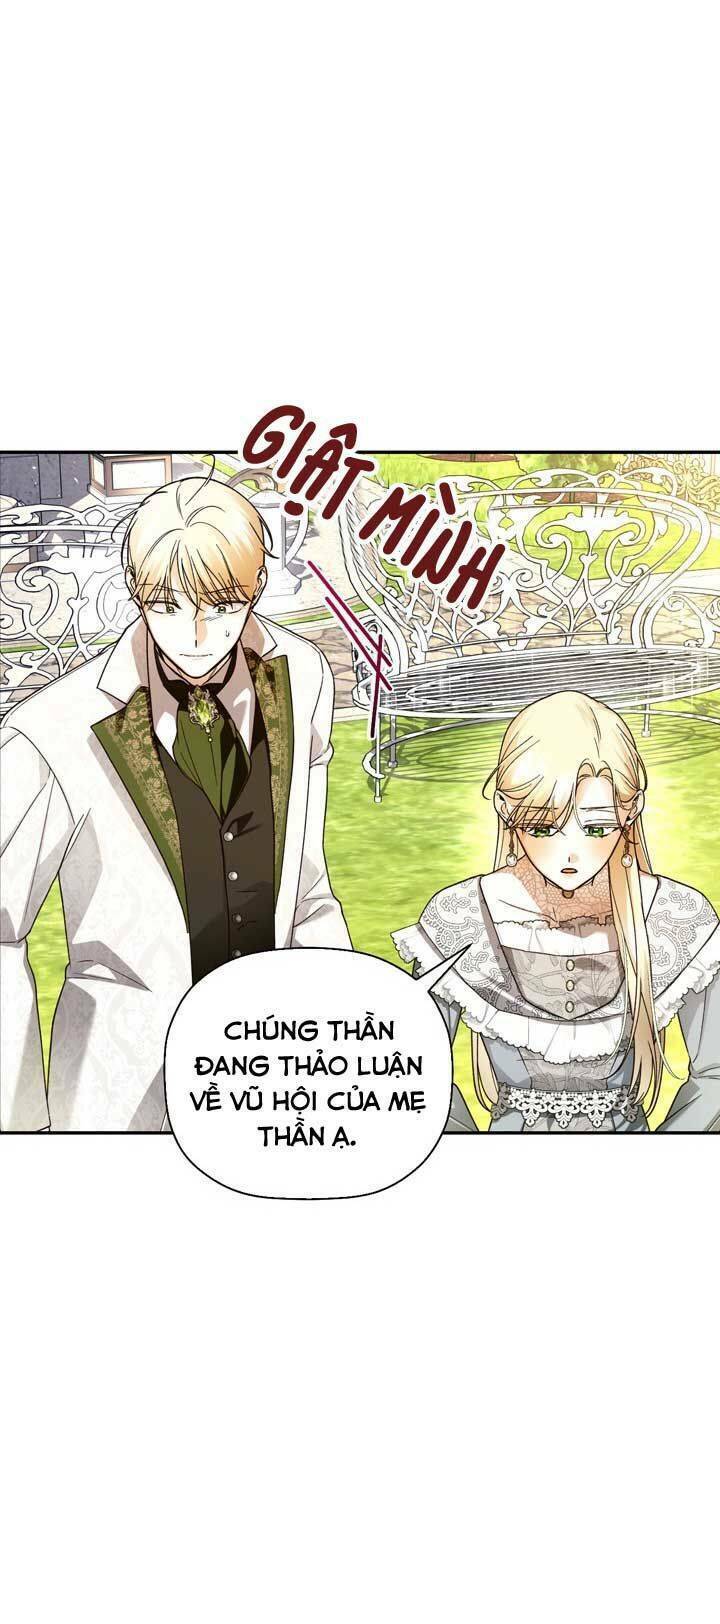 GIẬT MÌNH
CHÚNG THẦN
ĐANG THẢO LUẬN
VỀ VŨ HỘI CỦA MẸ
THẦN Ạ.